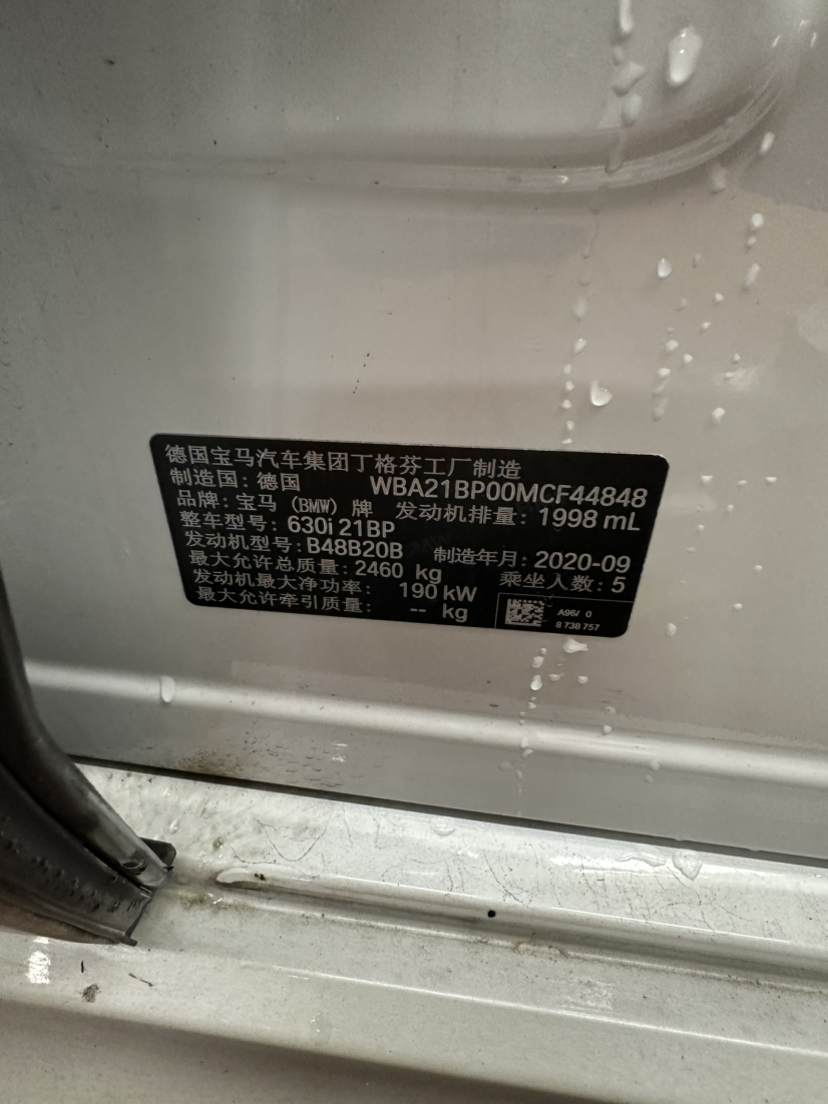 德国宝马汽车集团丁格芬工厂制造
制造国：德国 WBA21BP00MCF44848
品牌：宝马（BMW）牌 发动机排量：1998 mL
整车型号：630i 21BP
发动机型号：B48B20B 制造年月：2020-09
最大允许总质量：2460 kg 乘坐人数：5
发动机最大净功率：190 kW
最大允许牵引质量：-- kg
A96/ 0
8 738 757